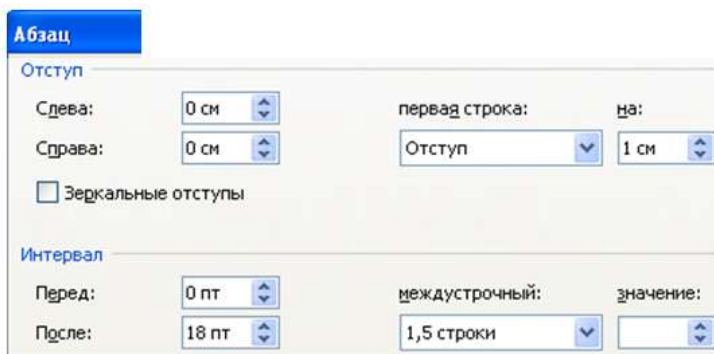 Абзац
Отступ
Слева: 0 см первая строка: на:
Справа: 0 см Отступ 1 см
Зеркальные отступы
Интервал
Перед: 0 пт междустрочный: значение:
После: 18 пт 1,5 строки